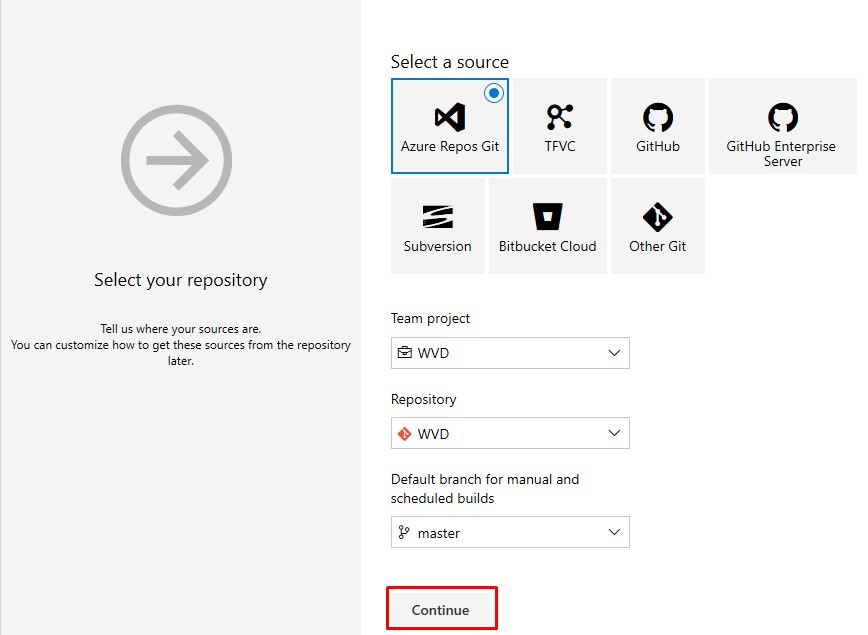 Select your repository
Tell us where your sources are.
You can customize how to get these sources from the repository
later.
Select a source
Azure Repos Git
TFVC
GitHub
GitHub Enterprise
Server
Subversion
Bitbucket Cloud
Other Git
Team project
WVD
Repository
WVD
Default branch for manual and
scheduled builds
master
Continue